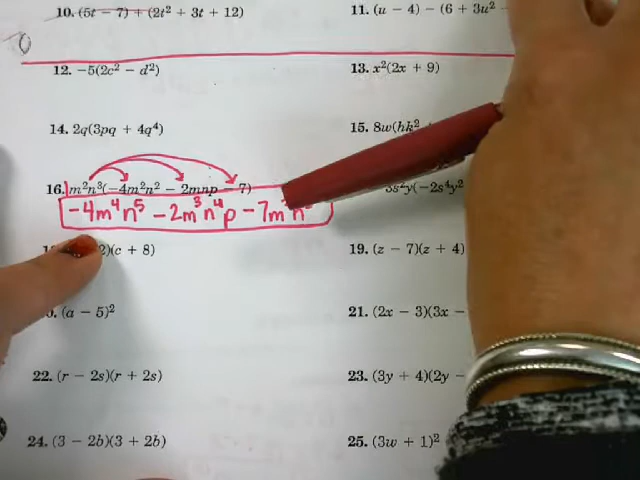 10. (5t − 7) + (2t² + 3t + 12)
11. (u − 4) − (6 + 3u²
12. −5(2c² − d²)
13. x²(2x + 9)
14. 2q(3pq + 4q⁴)
15. 8w(hk²
16. m²n³(−4m²n² − 2mnp − 7)
3s²y(−2s⁴y²
−4m⁴n⁵ − 2m³n⁴p − 7m²n
2)(c + 8)
19. (z − 7)(z + 4)
(a − 5)²
21. (2x − 3)(3x −
22. (r − 2s)(r + 2s)
23. (3y + 4)(2y −
24. (3 − 2b)(3 + 2b)
25. (3w + 1)²